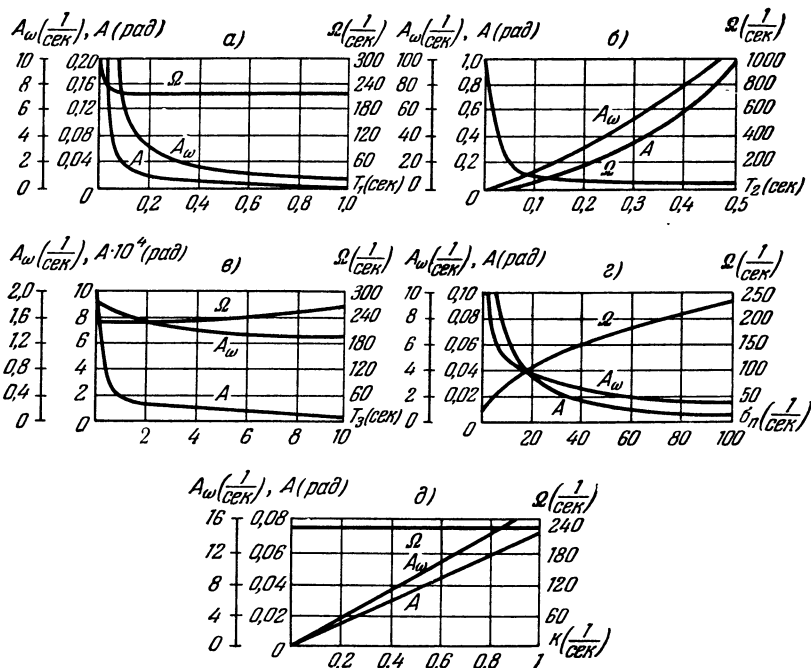 A_ω(1/сек), A(рад) а) Ω(1/сек)
10 0,20 300
8 0,16 240
6 0,12 180
4 0,08 120
2 0,04 60
0 0 T₁(сек)
0,2 0,4 0,6 0,8 1,0
Ω
A_ω
A
A_ω(1/сек), A(рад) б) Ω(1/сек)
100 1,0 1000
80 0,8 800
60 0,6 600
40 0,4 400
20 0,2 200
0 0 T₂(сек)
0,1 0,2 0,3 0,4 0,5
A_ω
A
Ω
A_ω(1/сек), A·10⁴(рад) в) Ω(1/сек)
2,0 10 300
1,6 8 240
1,2 6 180
0,8 4 120
0,4 2 60
0 0 T₃(сек)
2 4 6 8 10
Ω
A_ω
A
A_ω(1/сек), A(рад) г) Ω(1/сек)
10 0,10 250
8 0,08 200
6 0,06 150
4 0,04 100
2 0,02 50
0 0 σₙ(1/сек)
20 40 60 80 100
Ω
A_ω
A
A_ω(1/сек), A(рад) д) Ω(1/сек)
16 0,08 240
12 0,06 180
8 0,04 120
4 0,02 60
0 0 к(1/сек)
0.2 0.4 0.6 0.8 1
Ω
A_ω
A